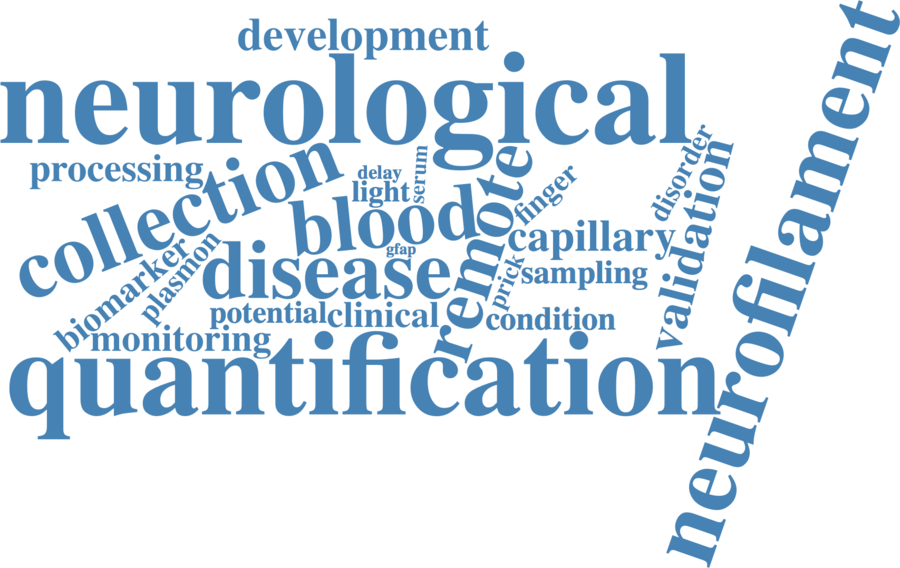 development
neurological
processing
collection
delay
light
serum
blood
gfap
remote
finger
disorder
validation
neurofilament
capillary
disease
biomarker
plasmon
prick
sampling
potential
clinical
condition
monitoring
quantification